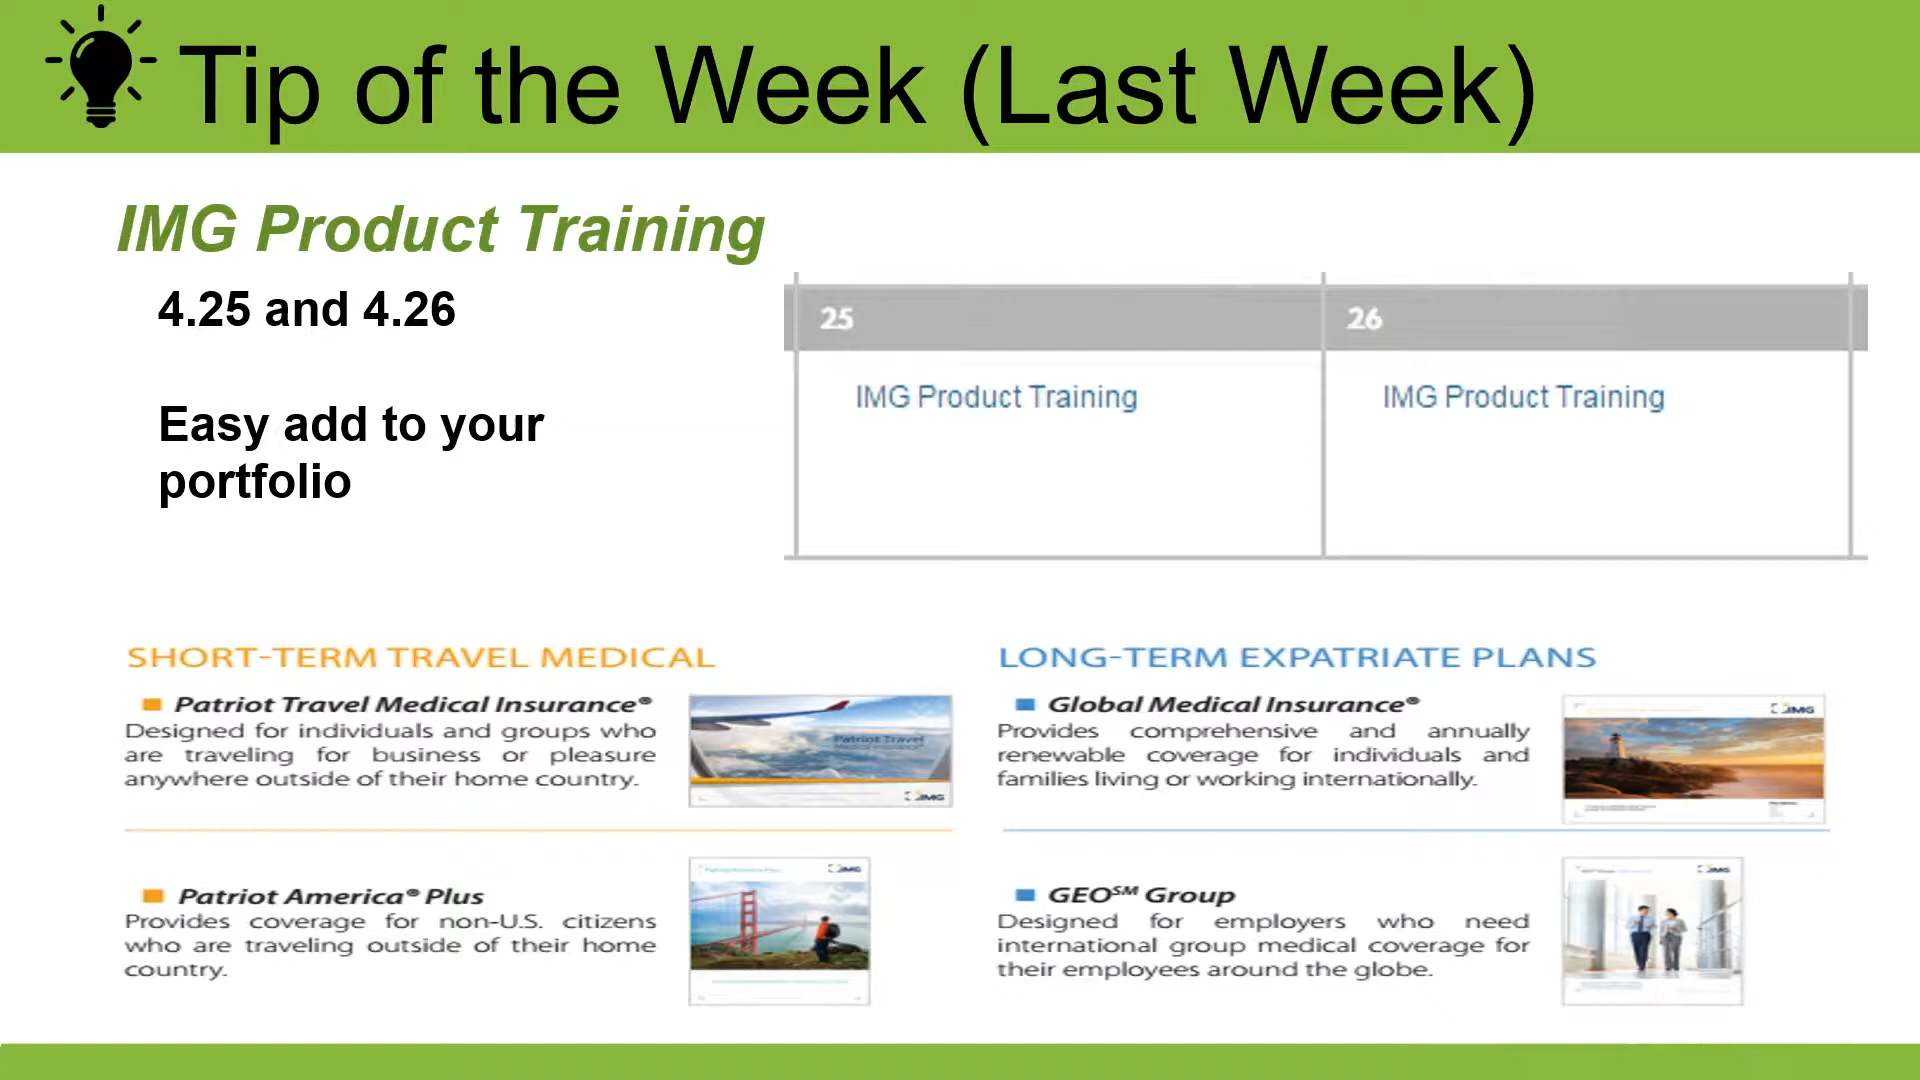 Tip of the Week (Last Week)
IMG Product Training
4.25 and 4.26
Easy add to your
portfolio
25
26
IMG Product Training
IMG Product Training
SHORT-TERM TRAVEL MEDICAL
Patriot Travel Medical Insurance®
Designed for individuals and groups who
are traveling for business or pleasure
anywhere outside of their home country.
Patriot Travel
IMG
Patriot America® Plus
Provides coverage for non-U.S. citizens
who are traveling outside of their home
country.
IMG
LONG-TERM EXPATRIATE PLANS
Global Medical Insurance®
Provides comprehensive and annually
renewable coverage for individuals and
families living or working internationally.
IMG
GEO℠ Group
Designed for employers who need
international group medical coverage for
their employees around the globe.
IMG